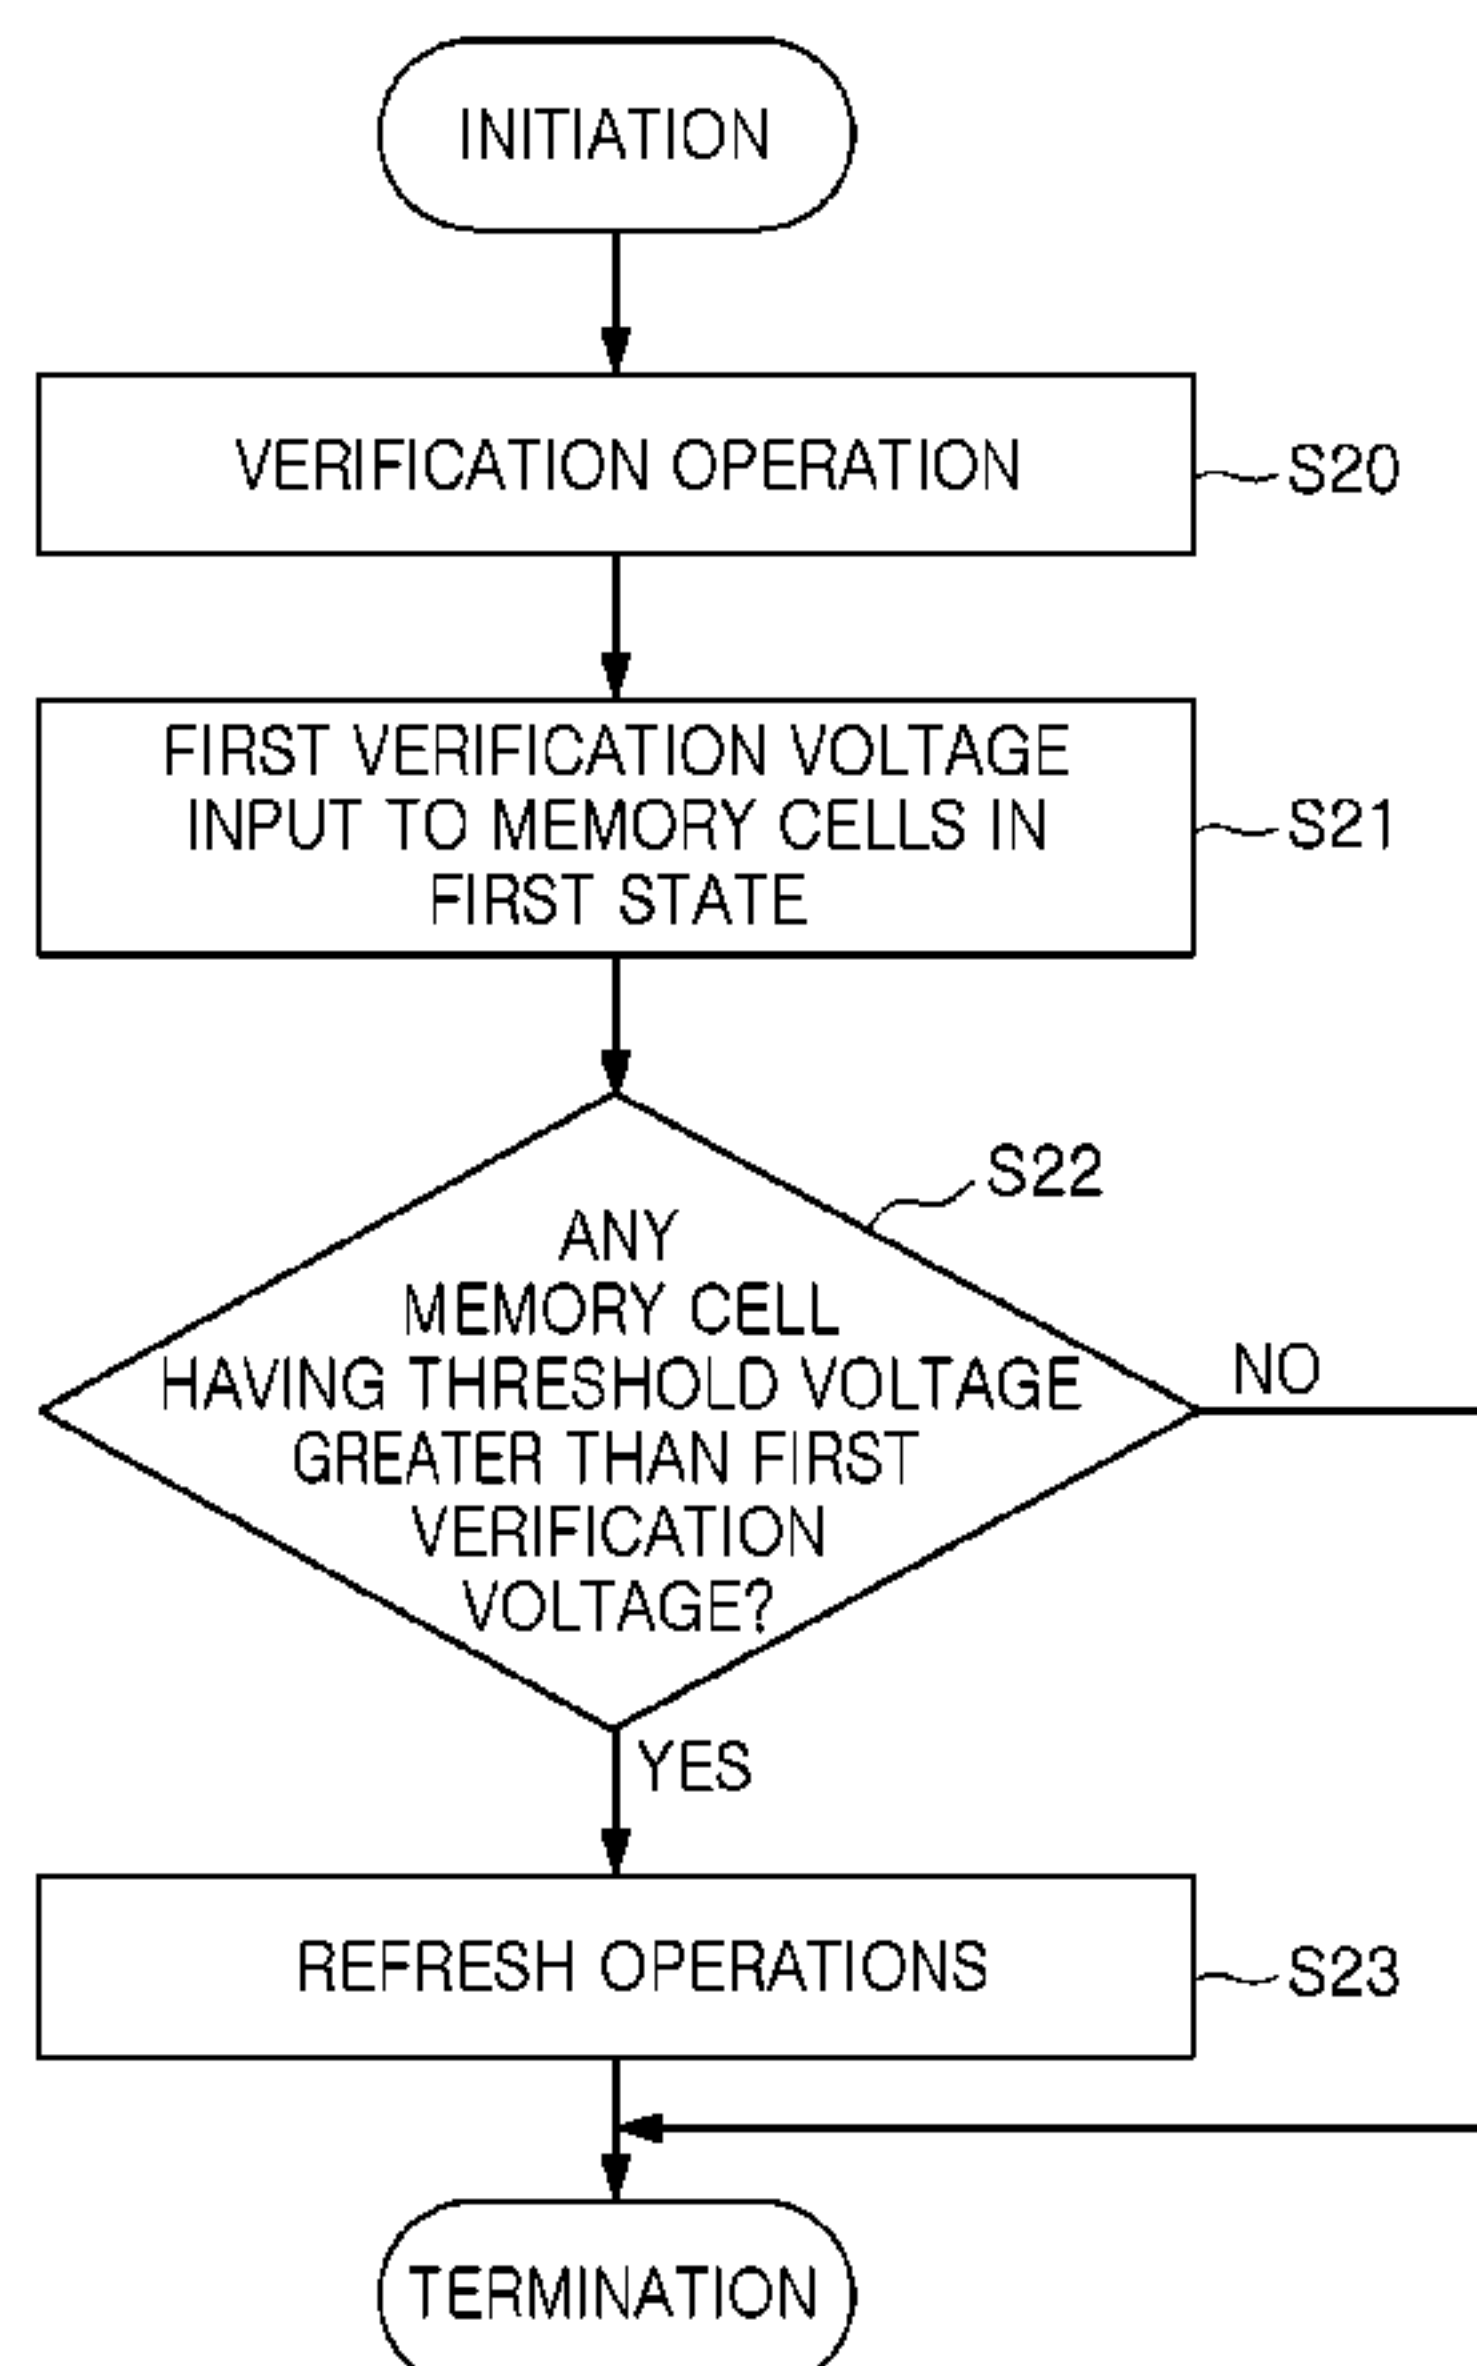 INITIATION
VERIFICATION OPERATION
S20
FIRST VERIFICATION VOLTAGE
INPUT TO MEMORY CELLS IN
FIRST STATE
S21
S22
ANY
MEMORY CELL
HAVING THRESHOLD VOLTAGE
GREATER THAN FIRST
VERIFICATION
VOLTAGE?
NO
YES
REFRESH OPERATIONS
S23
TERMINATION